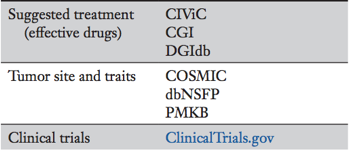 Suggested treatment CIViC
(effective drugs) CGI
DGIdb
Tumor site and traits COSMIC
dbNSFP
PMKB
Clinical trials ClinicalTrials.gov